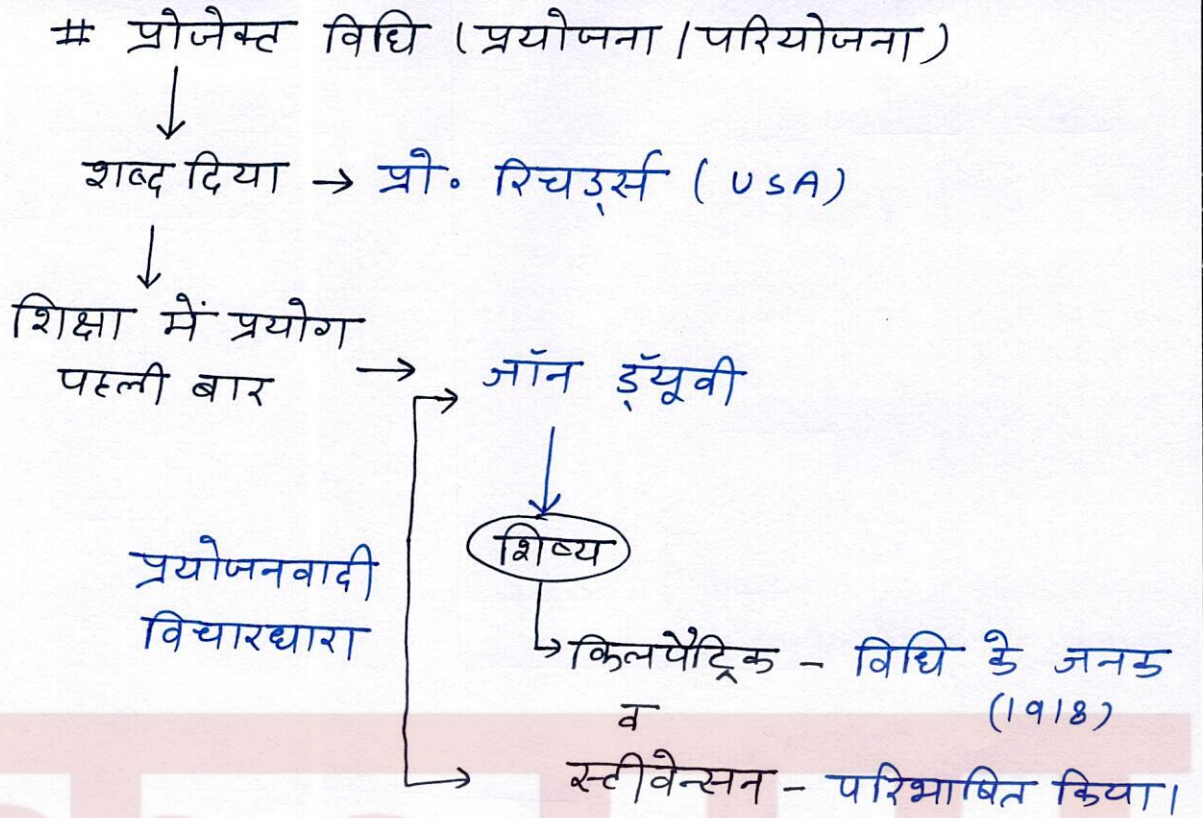 # प्रोजेक्ट विधि (प्रयोजना / परियोजना)
↓
शब्द दिया → प्रो॰ रिचर्ड्स (USA)
↓
शिक्षा में प्रयोग
पहली बार → जॉन ड्यूवी
↓
शिष्य
प्रयोजनवादी
विचारधारा
किलपैट्रिक - विधि के जनक
(1918)
व
स्टीवेन्सन - परिभाषित किया।